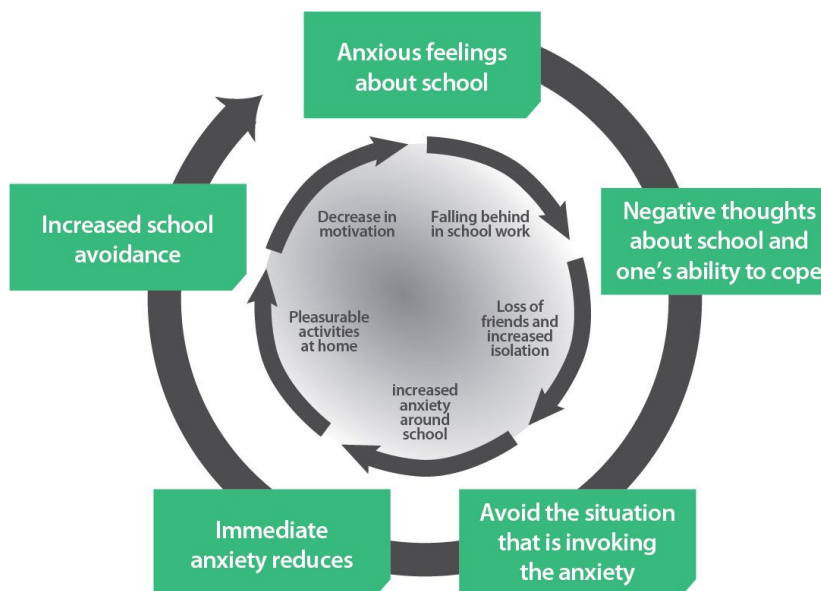 Anxious feelings
about school
Negative thoughts
about school and
one's ability to cope
Avoid the situation
that is invoking
the anxiety
Immediate
anxiety reduces
Increased school
avoidance
Falling behind
in school work
Loss of
friends and
increased
isolation
increased
anxiety
around
school
Pleasurable
activities
at home
Decrease in
motivation